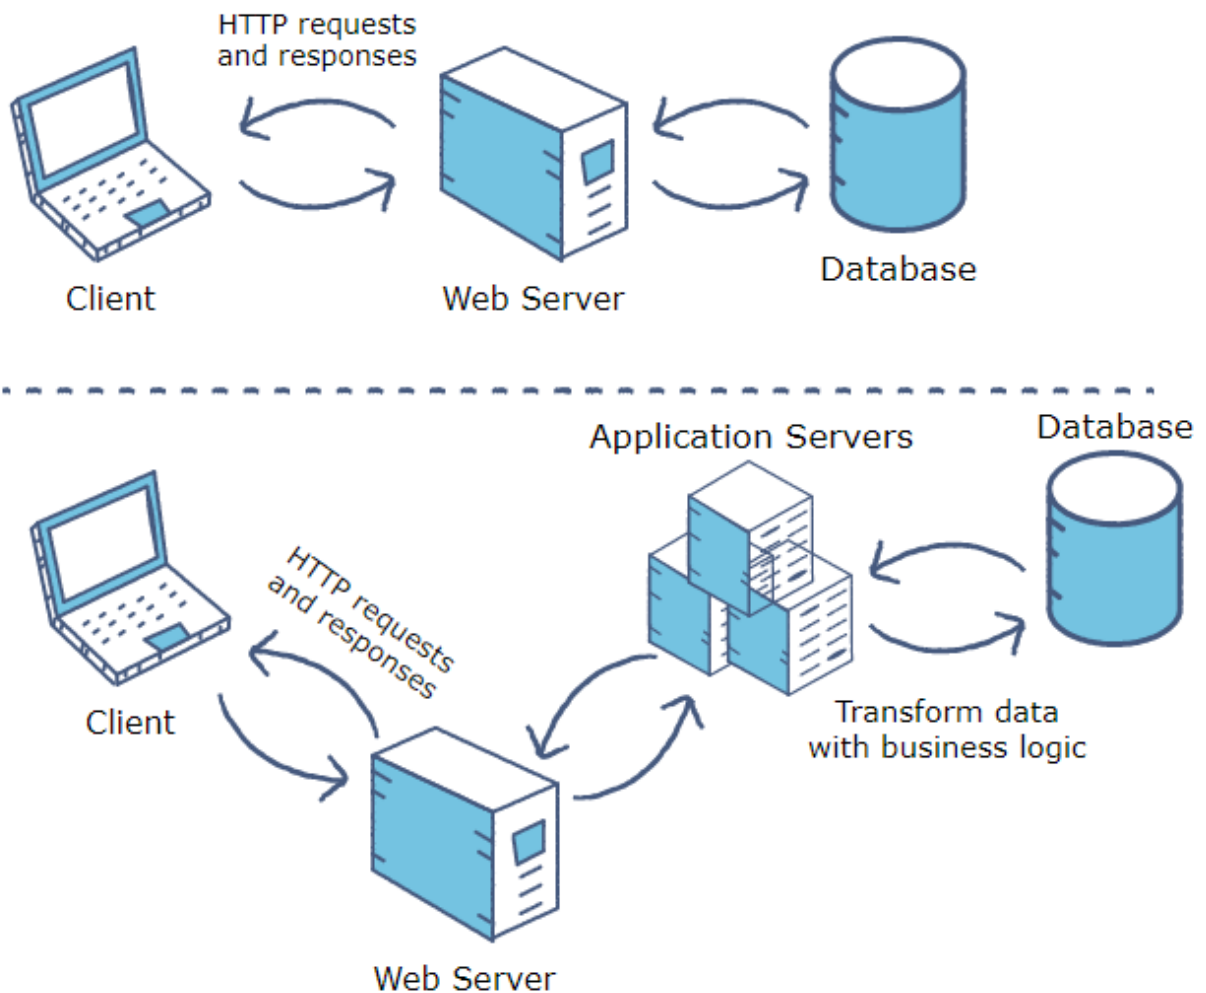 HTTP requests
and responses
Client
Web Server
Database
Application Servers
Database
HTTP requests
and responses
Client
Transform data
with business logic
Web Server